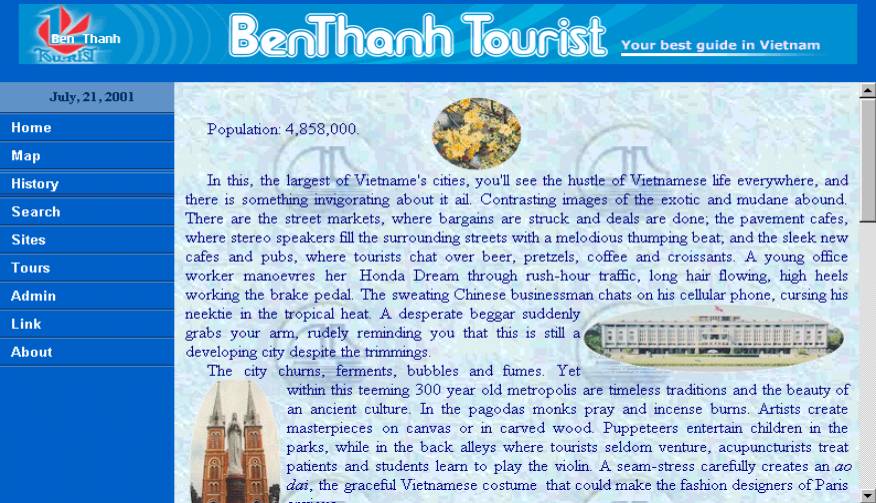 Ben Thanh
TOURIST
BenThanh Tourist
Your best guide in Vietnam
July, 21, 2001
Home
Map
History
Search
Sites
Tours
Admin
Link
About
Population: 4,858,000.
In this, the largest of Vietname's cities, you'll see the hustle of Vietnamese life everywhere, and
there is something invigorating about it ail. Contrasting images of the exotic and mudane abound.
There are the street markets, where bargains are struck and deals are done; the pavement cafes,
where stereo speakers fill the surrounding streets with a melodious thumping beat; and the sleek new
cafes and pubs, where tourists chat over beer, pretzels, coffee and croissants. A young office
worker manoevres her Honda Dream through rush-hour traffic, long hair flowing, high heels
working the brake pedal. The sweating Chinese businessman chats on his cellular phone, cursing his
neektie in the tropical heat. A desperate beggar suddenly
grabs your arm, rudely reminding you that this is still a
developing city despite the trimmings.
The city churns, ferments, bubbles and fumes. Yet
within this teeming 300 year old metropolis are timeless traditions and the beauty of
an ancient culture. In the pagodas monks pray and incense burns. Artists create
masterpieces on canvas or in carved wood. Puppeteers entertain children in the
parks, while in the back alleys where tourists seldom venture, acupuncturists treat
patients and students learn to play the violin. A seam-stress carefully creates an ao
dai, the graceful Vietnamese costume that could make the fashion designers of Paris